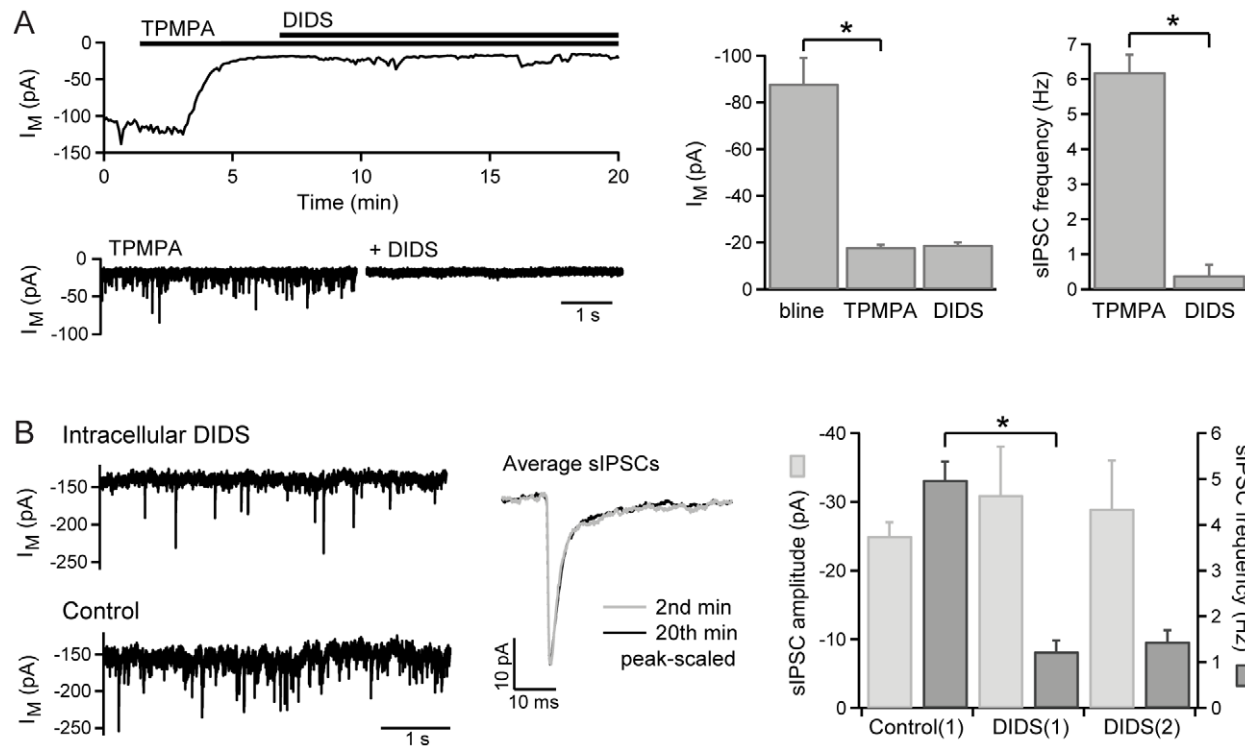 A
TPMPA
DIDS
I_M (pA)
0
-50
-100
-150
0
5
10
15
20
Time (min)
TPMPA
+ DIDS
I_M (pA)
0
-50
-100
1 s
I_M (pA)
-100
-80
-60
-40
-20
0
*
bline
TPMPA
DIDS
sIPSC frequency (Hz)
7
6
5
4
3
2
1
0
*
TPMPA
DIDS
B
Intracellular DIDS
I_M (pA)
-150
-200
-250
Control
I_M (pA)
-150
-200
-250
1 s
Average sIPSCs
2nd min
20th min
peak-scaled
10 pA
10 ms
sIPSC amplitude (pA)
-40
-30
-20
-10
0
*
Control(1)
DIDS(1)
DIDS(2)
6
5
4
3
2
1
0
sIPSC frequency (Hz)